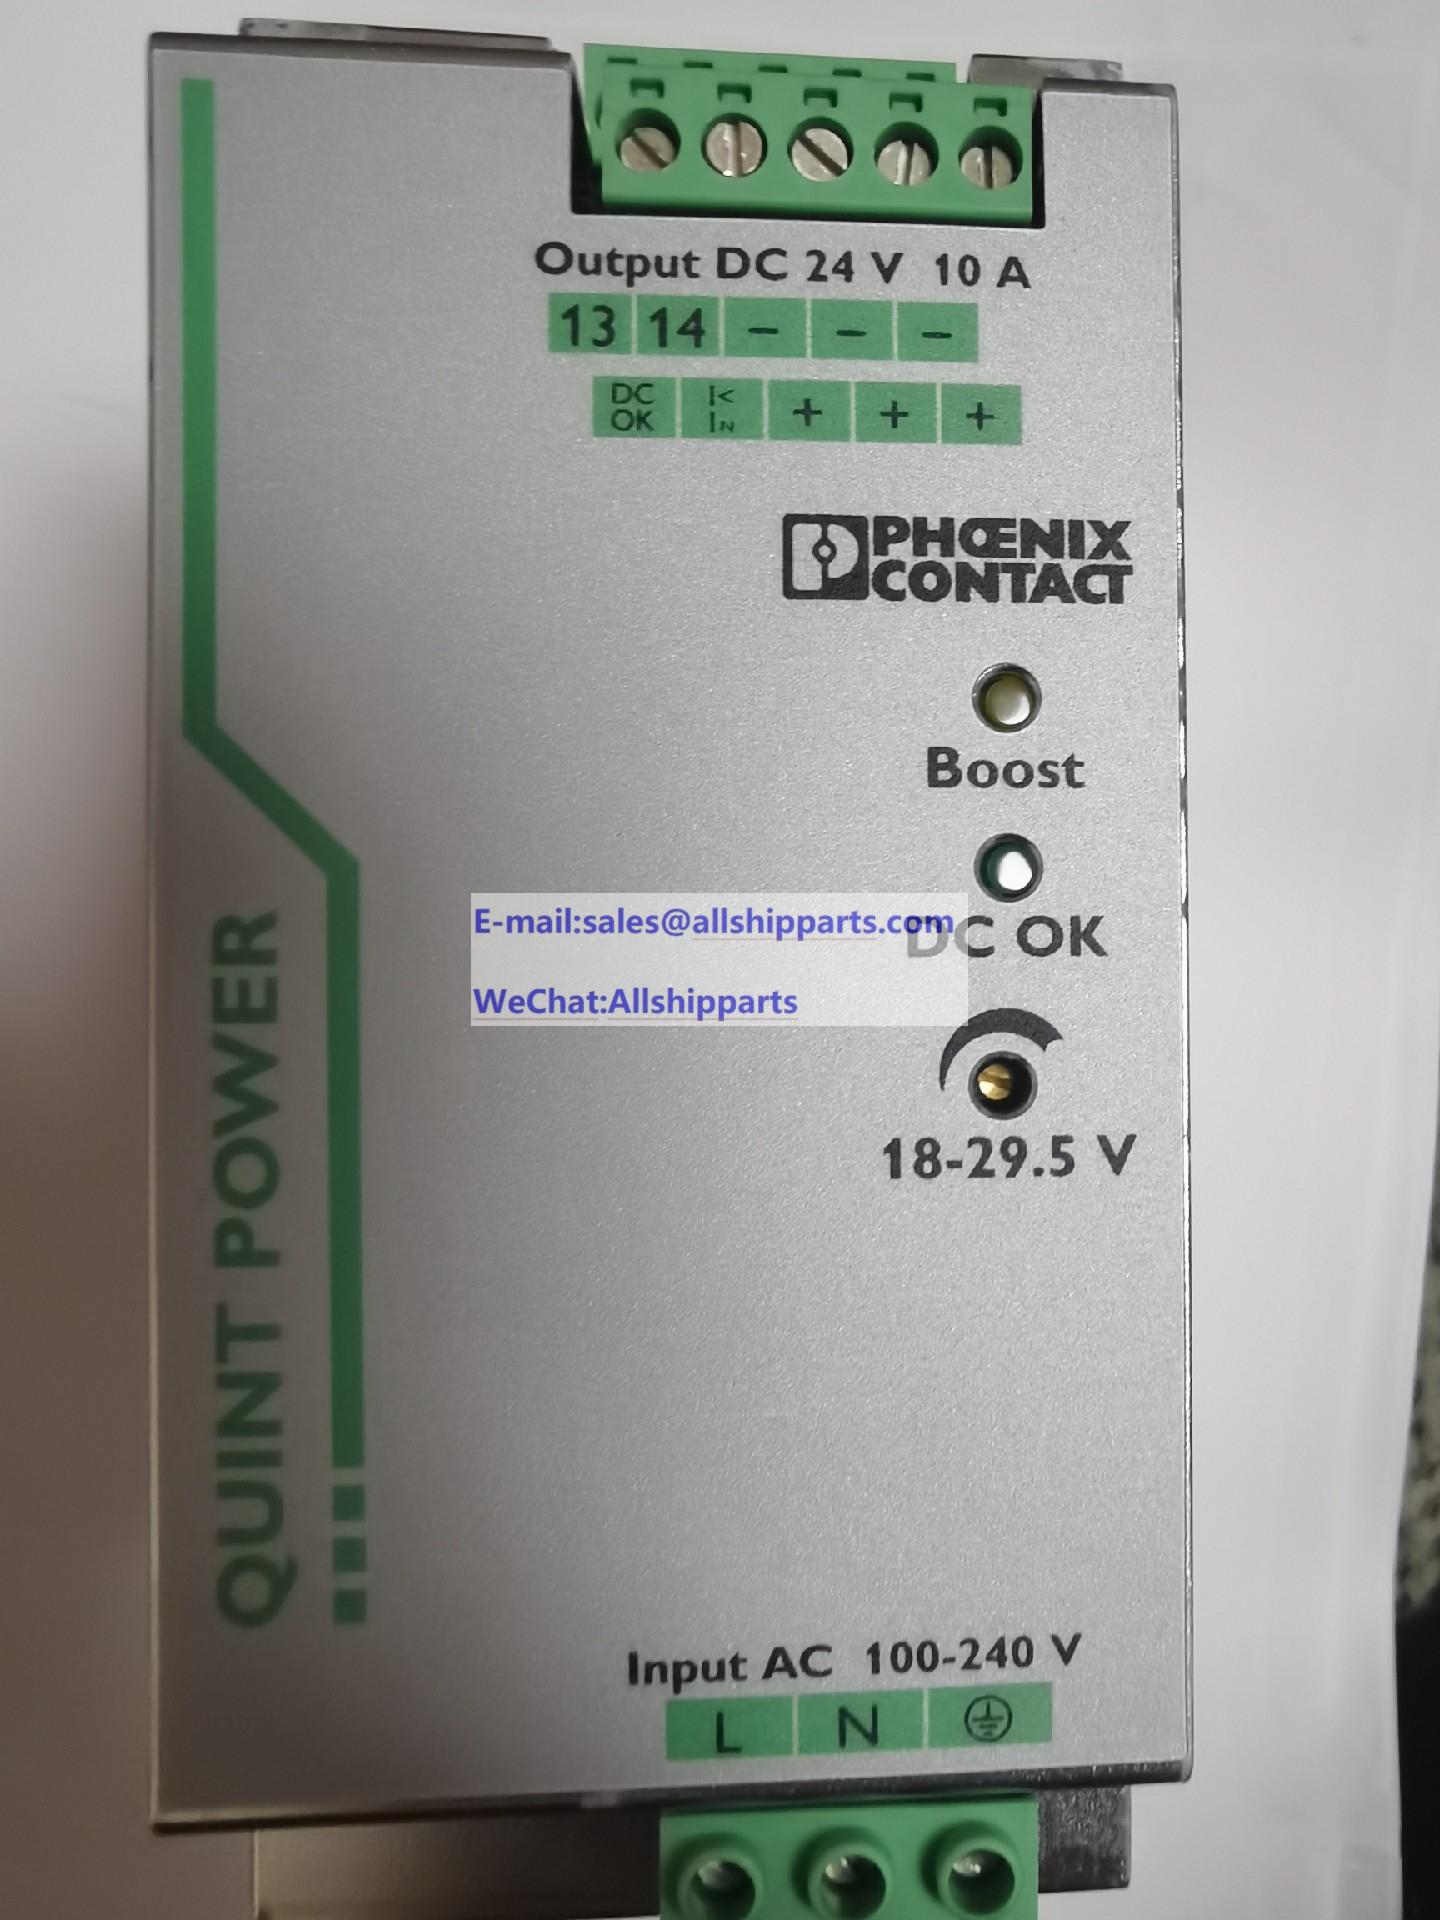 Output DC 24 V 10 A
13 14 – – –
DC OK I< IN + + +
PHŒNIX
CONTACT
Boost
DC OK
E-mail:sales@allshipparts.com
WeChat:Allshipparts
18-29.5 V
QUINT POWER
Input AC 100-240 V
L N